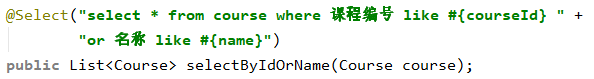 @Select("select * from course where 课程编号 like #{courseId} " +
"or 名称 like #{name}")
public List<Course> selectByIdOrName(Course course);